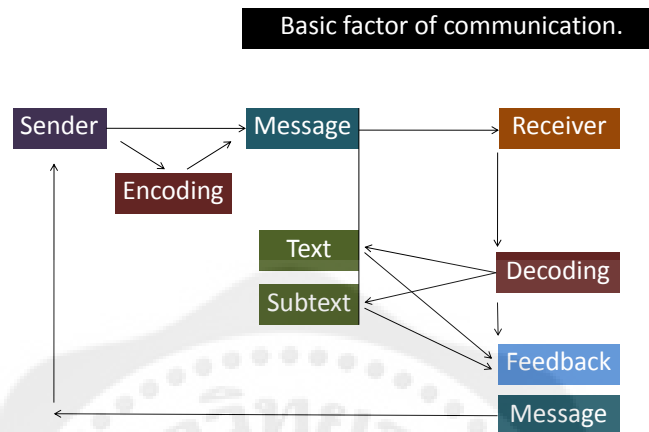 Basic factor of communication.
Sender
Message
Receiver
Encoding
Text
Decoding
Subtext
Feedback
Message